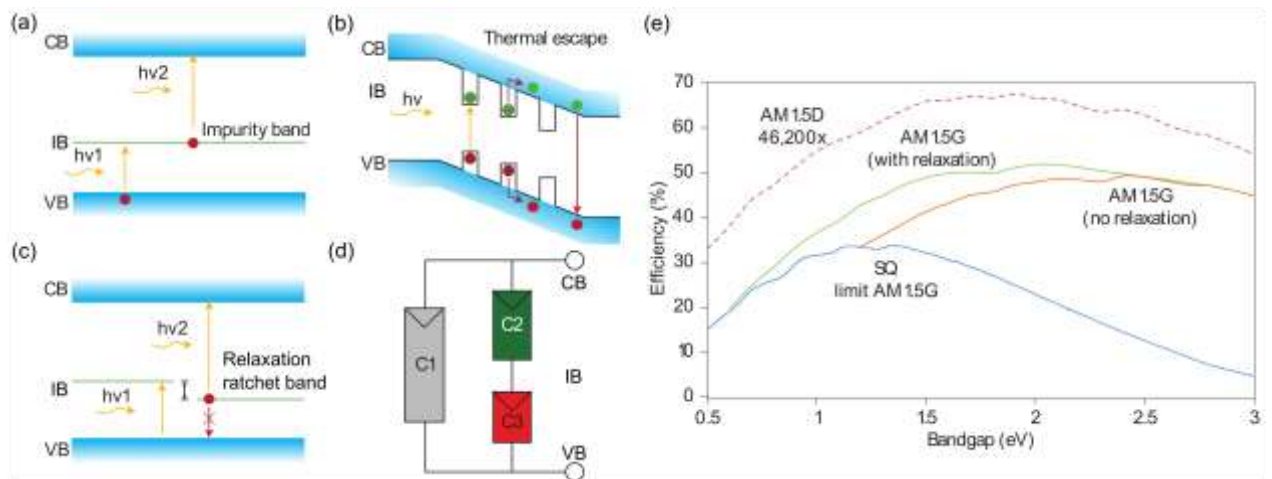 (a)
CB
hv2
Impurity band
IB
hv1
VB
(b)
Thermal escape
CB
IB
hv
VB
(c)
CB
hv2
Relaxation
ratchet band
IB
hv1
VB
(d)
CB
C1
C2
IB
C3
VB
(e)
70
60
50
40
30
20
10
0
Efficiency (%)
AM1.5D
46,200x
AM1.5G
(with relaxation)
AM1.5G
(no relaxation)
SQ
limit AM1.5G
0.5
1
1.5
2
2.5
3
Bandgap (eV)